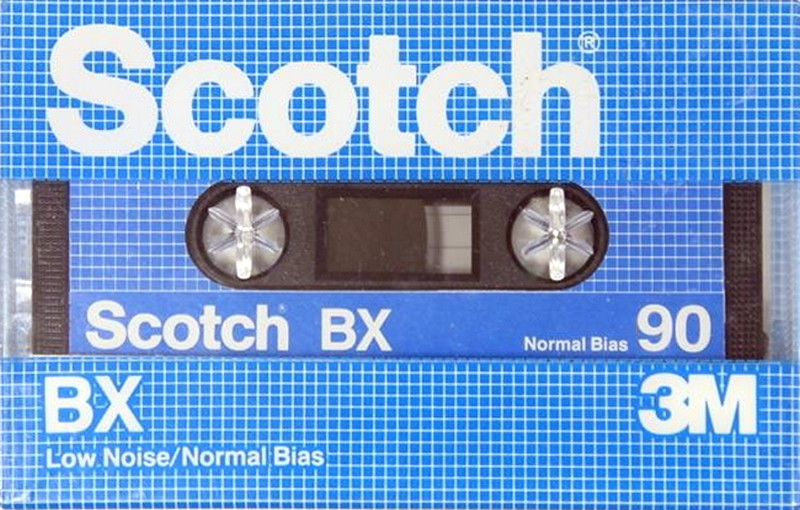 Scotch®
Scotch® BX
Normal Bias 90
BX
3M
Low Noise/Normal Bias